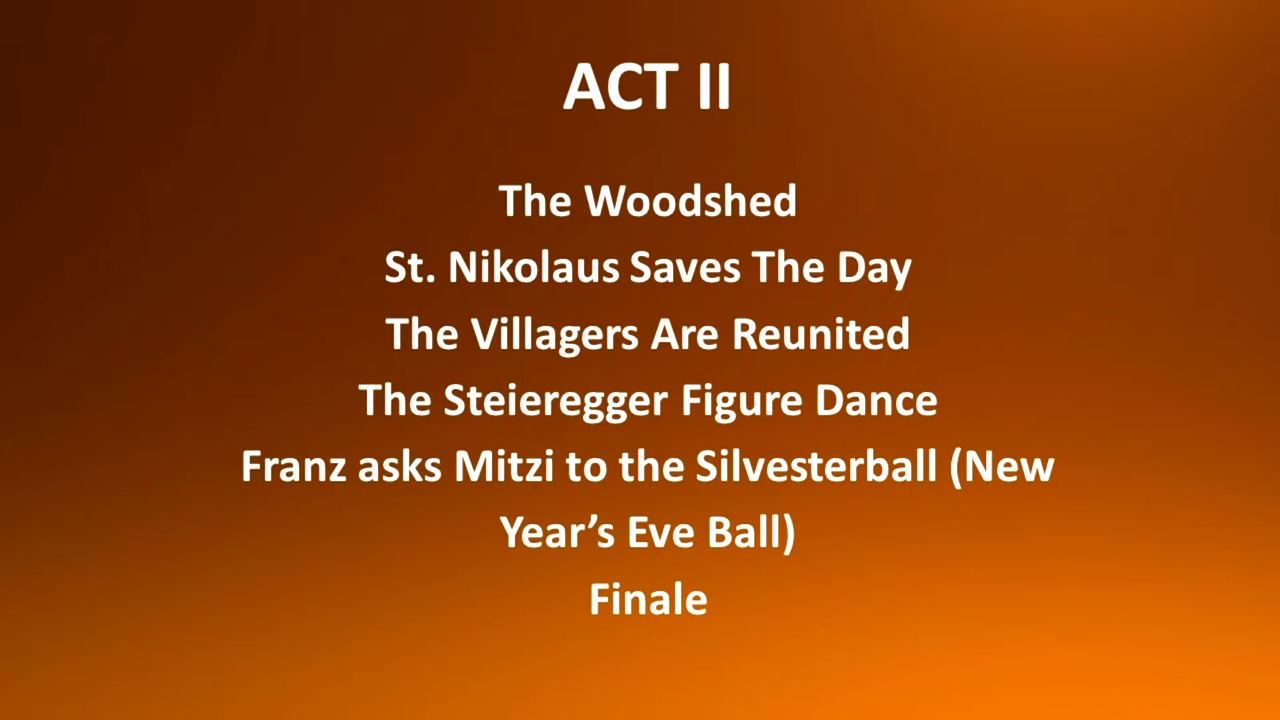 ACT II
The Woodshed
St. Nikolaus Saves The Day
The Villagers Are Reunited
The Steieregger Figure Dance
Franz asks Mitzi to the Silvesterball (New
Year’s Eve Ball)
Finale